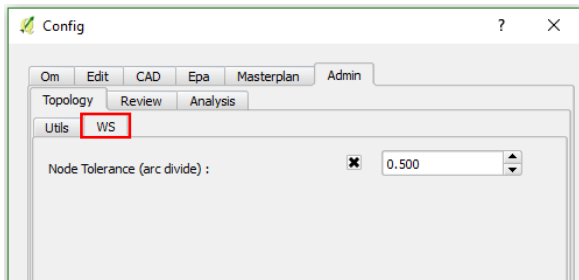 Config
Om Edit CAD Epa Masterplan Admin
Topology Review Analysis
Utils WS
Node Tolerance (arc divide) : 0.500